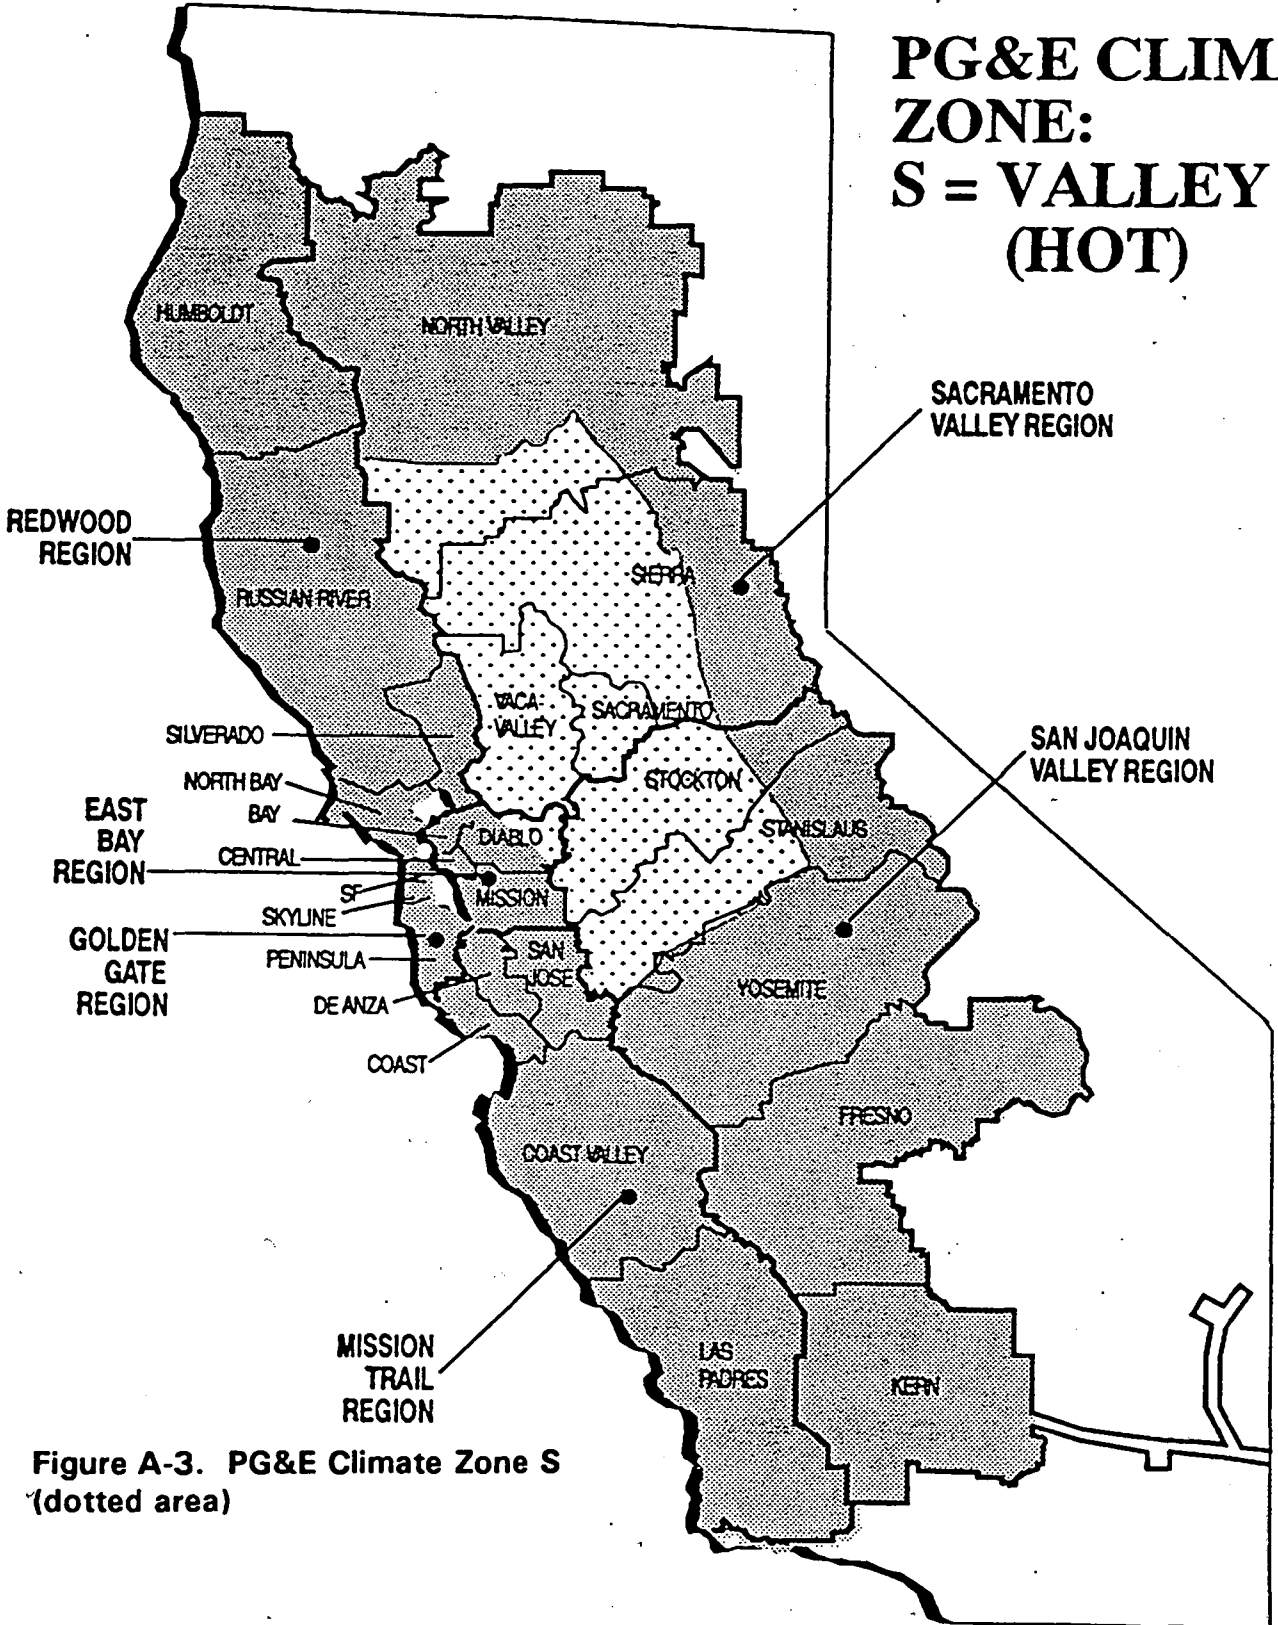 PG&E CLIM
ZONE:
S = VALLEY
(HOT)
HUMBOLDT
NORTH VALLEY
SACRAMENTO
VALLEY REGION
REDWOOD
REGION
SIERRA
RUSSIAN RIVER
VACA-
VALLEY
SACRAMENTO
SILVERADO
SAN JOAQUIN
VALLEY REGION
NORTH BAY
STOCKTON
EAST
BAY
REGION
BAY
DIABLO
STANISLAUS
CENTRAL
SF
MISSION
SKYLINE
GOLDEN
GATE
REGION
PENINSULA
SAN
JOSE
DE ANZA
YOSEMITE
COAST
FRESNO
COAST VALLEY
MISSION
TRAIL
REGION
LAS
PADRES
KERN
Figure A-3. PG&E Climate Zone S
(dotted area)